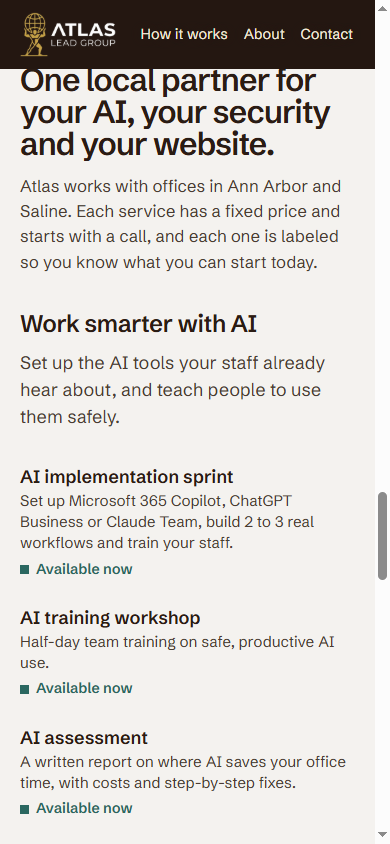 ATLAS
LEAD GROUP
How it works
About
Contact
One local partner for
your AI, your security
and your website.
Atlas works with offices in Ann Arbor and
Saline. Each service has a fixed price and
starts with a call, and each one is labeled
so you know what you can start today.
Work smarter with AI
Set up the AI tools your staff already
hear about, and teach people to use
them safely.
AI implementation sprint
Set up Microsoft 365 Copilot, ChatGPT
Business or Claude Team, build 2 to 3 real
workflows and train your staff.
Available now
AI training workshop
Half-day team training on safe, productive AI
use.
Available now
AI assessment
A written report on where AI saves your office
time, with costs and step-by-step fixes.
Available now